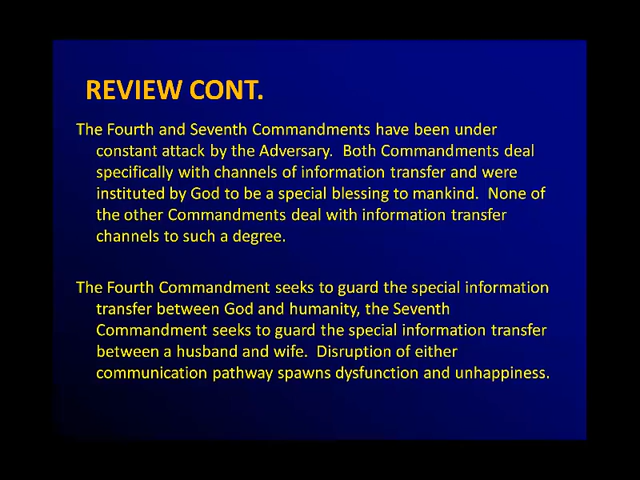 REVIEW CONT.
The Fourth and Seventh Commandments have been under
constant attack by the Adversary.  Both Commandments deal
specifically with channels of information transfer and were
instituted by God to be a special blessing to mankind.  None of
the other Commandments deal with information transfer
channels to such a degree.
The Fourth Commandment seeks to guard the special information
transfer between God and humanity, the Seventh
Commandment seeks to guard the special information transfer
between a husband and wife.  Disruption of either
communication pathway spawns dysfunction and unhappiness.